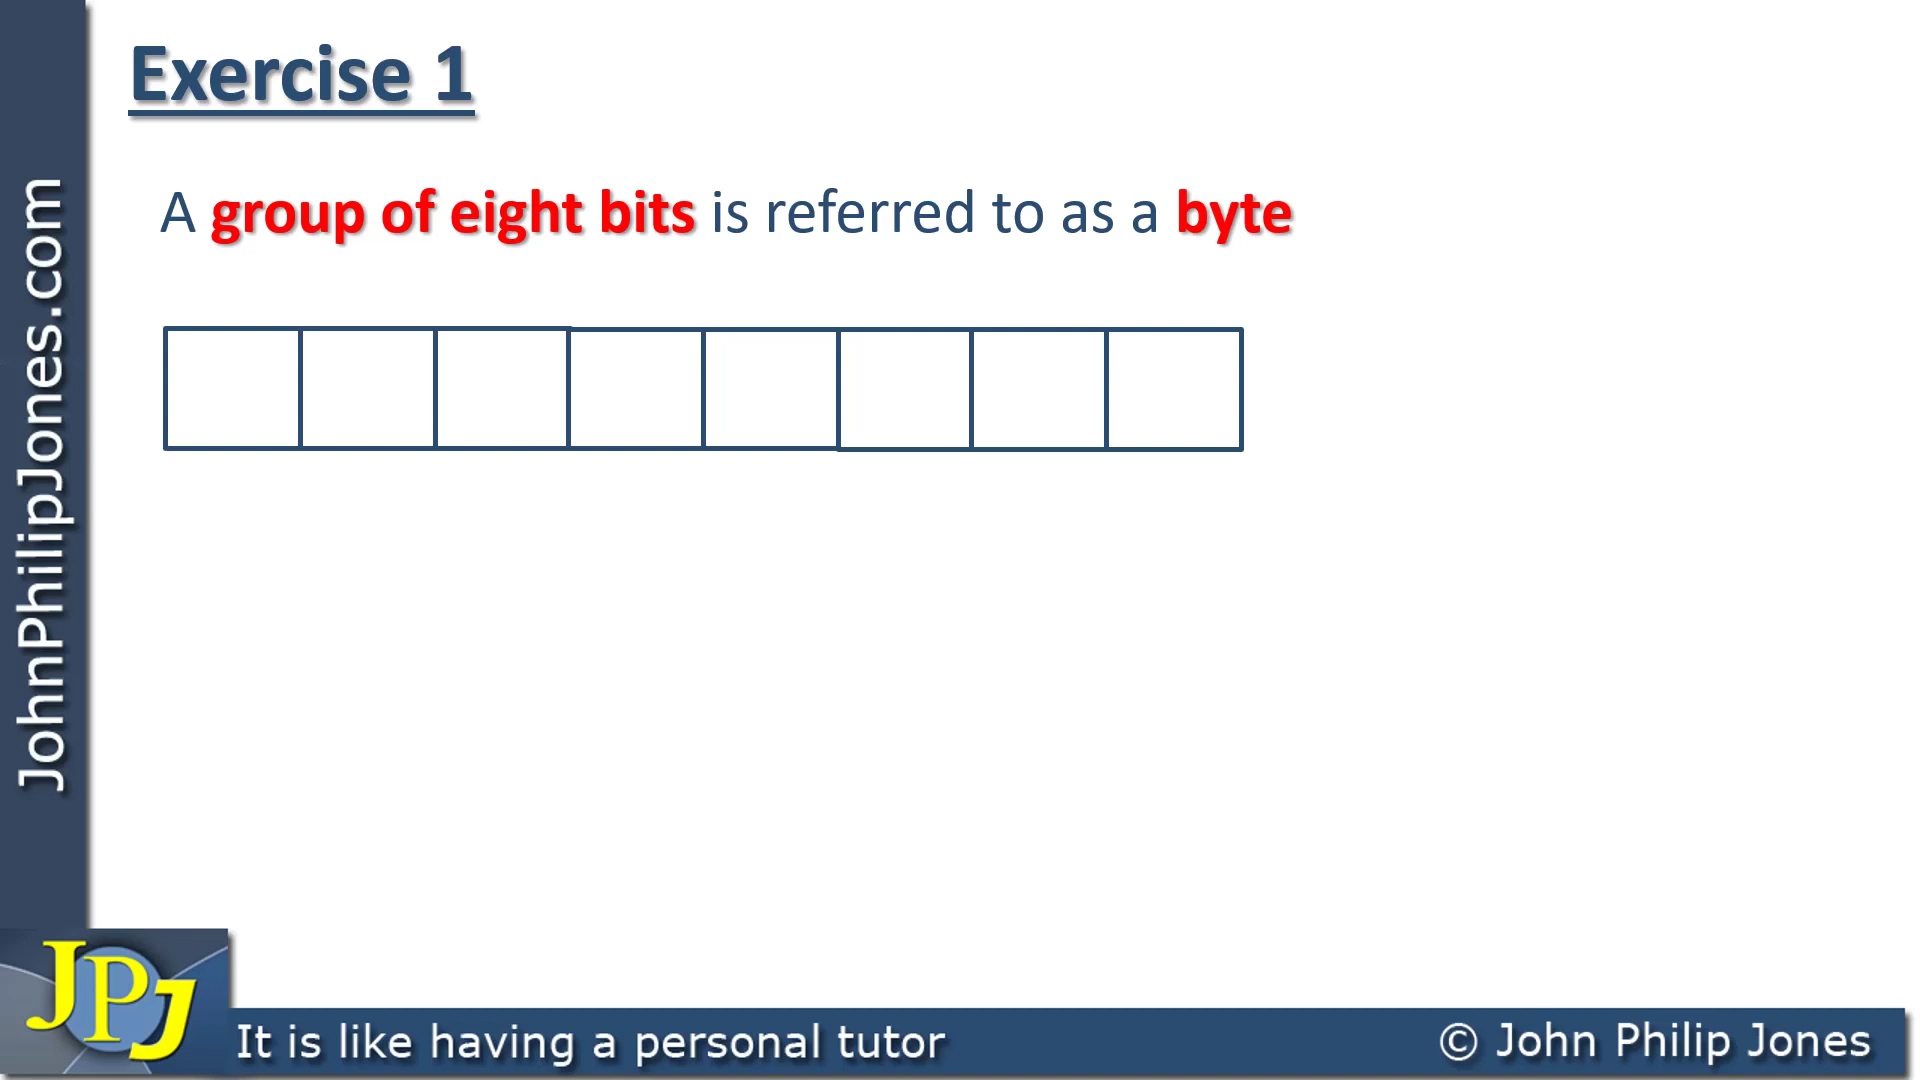 Exercise 1
A group of eight bits is referred to as a byte
JohnPhilipJones.com
JPJ
It is like having a personal tutor
© John Philip Jones